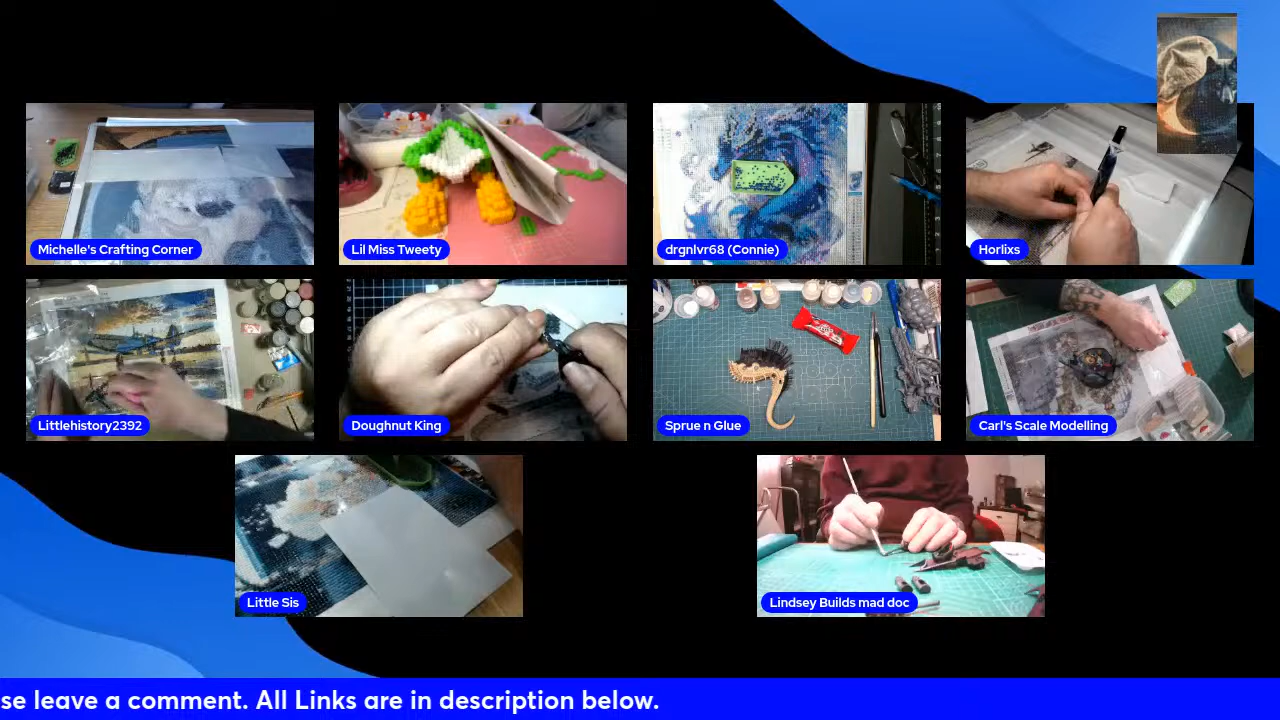 Michelle's Crafting Corner
Lil Miss Tweety
drgnlvr68 (Connie)
Horlixs
Littlehistory2392
Doughnut King
Sprue n Glue
Carl's Scale Modelling
Little Sis
Lindsey Builds mad doc
se leave a comment. All Links are in description below.